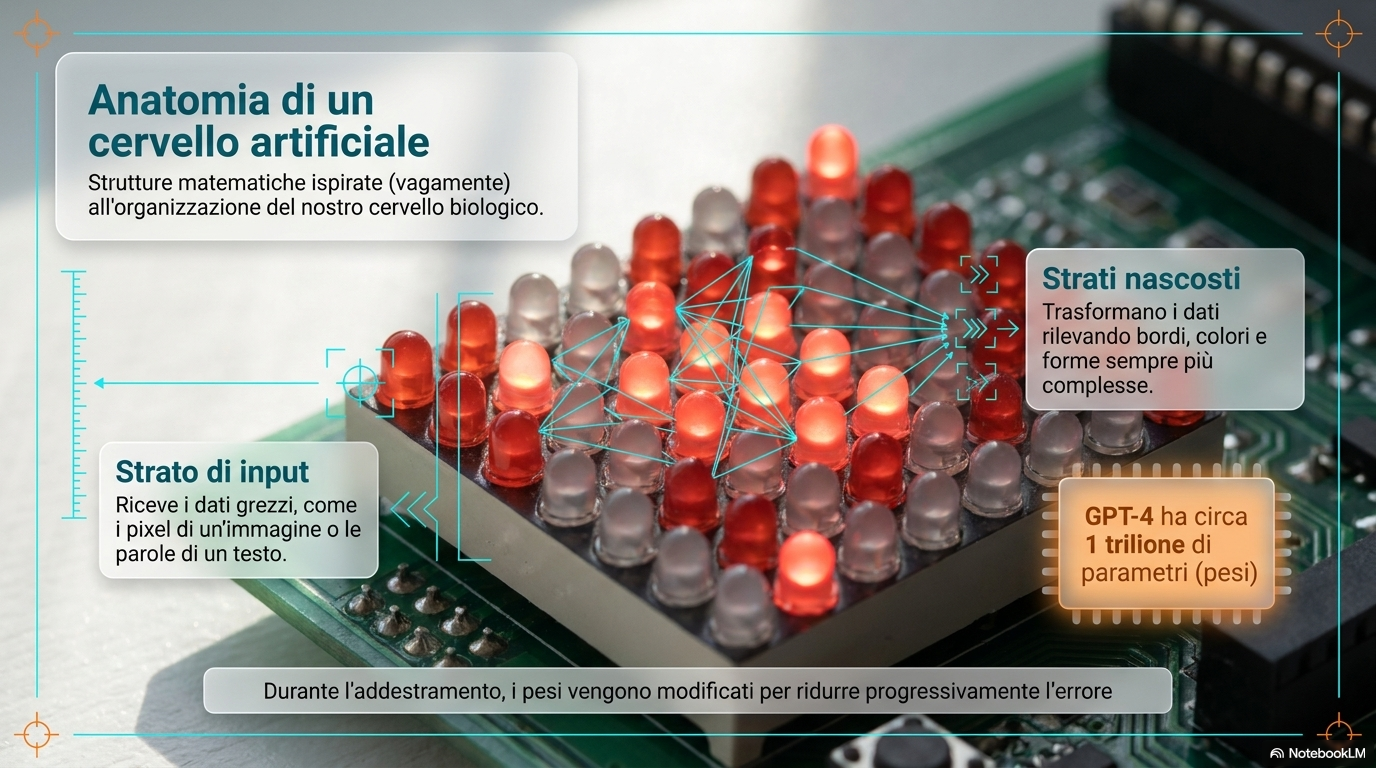 Anatomia di un
cervello artificiale
Strutture matematiche ispirate (vagamente)
all'organizzazione del nostro cervello biologico.
Strati nascosti
Trasformano i dati
rilevando bordi, colori e
forme sempre più
complesse.
Strato di input
Riceve i dati grezzi, come
i pixel di un'immagine o le
parole di un testo.
GPT-4 ha circa
1 trilione di
parametri (pesi)
Durante l'addestramento, i pesi vengono modificati per ridurre progressivamente l'errore
NotebookLM